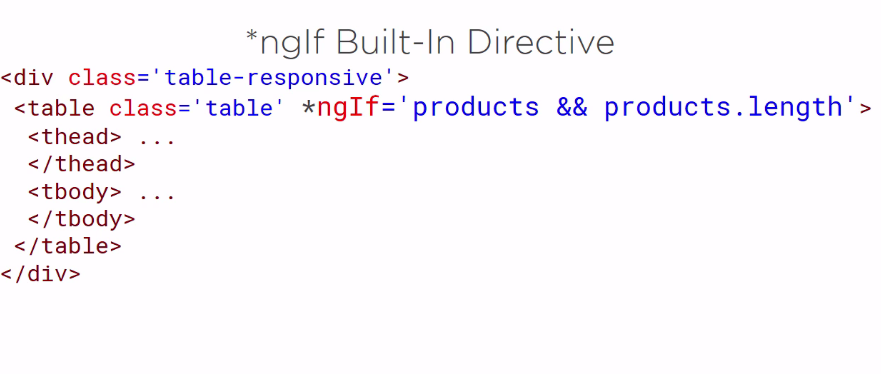 *ngIf Built-In Directive
<div class='table-responsive'>
<table class='table' *ngIf='products && products.length'>
<thead> ...
</thead>
<tbody> ...
</tbody>
</table>
</div>